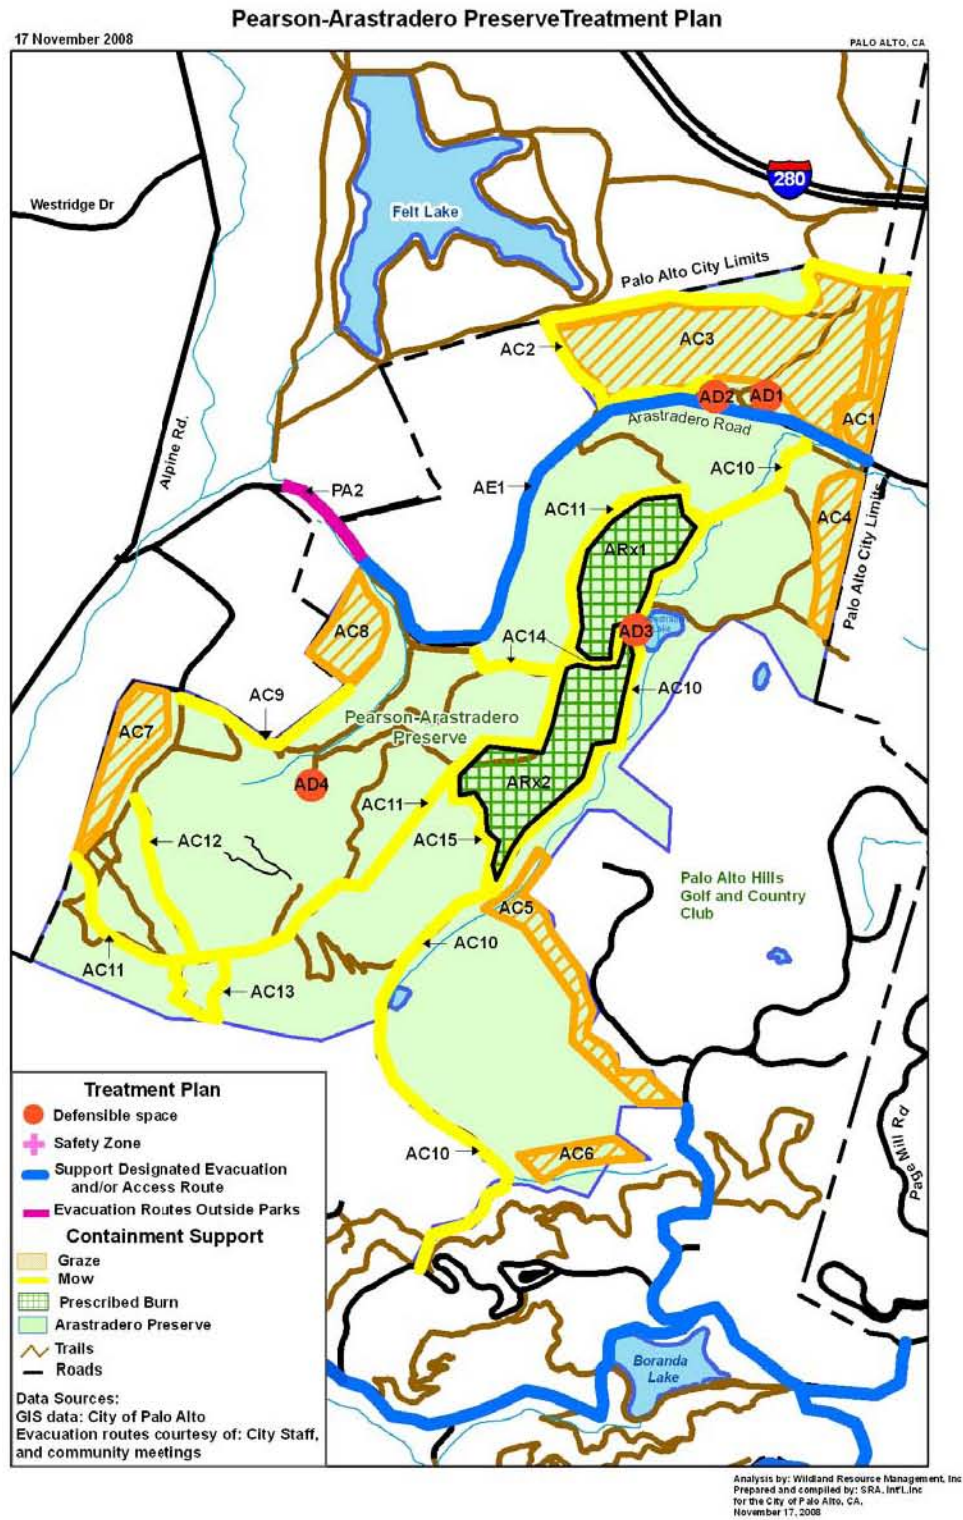 Pearson-Arastradero PreserveTreatment Plan
17 November 2008
PALO ALTO, CA
280
Westridge Dr
Felt Lake
Palo Alto City Limits
AC3
AC2
AD2
AD1
AC1
Arastradero Road
Alpine Rd.
AC10
PA2
AE1
AC11
AC4
Palo Alto City Limits
ARx1
AC8
AC14
AD3
AC9
AC10
AC7
Pearson-Arastradero
Preserve
AD4
ARx2
AC11
AC12
AC15
Palo Alto Hills
Golf and Country
Club
AC5
AC10
AC11
AC13
Page Mill Rd
AC10
AC6
Boranda
Lake
Treatment Plan
Defensible space
Safety Zone
Support Designated Evacuation
and/or Access Route
Evacuation Routes Outside Parks
Containment Support
Graze
Mow
Prescribed Burn
Arastradero Preserve
Trails
Roads
Data Sources:
GIS data: City of Palo Alto
Evacuation routes courtesy of: City Staff,
and community meetings
Analysis by: Wildland Resource Management, Inc
Prepared and compiled by: SRA, Int'L.Inc
for the City of Palo Alto, CA.
November 17, 2008